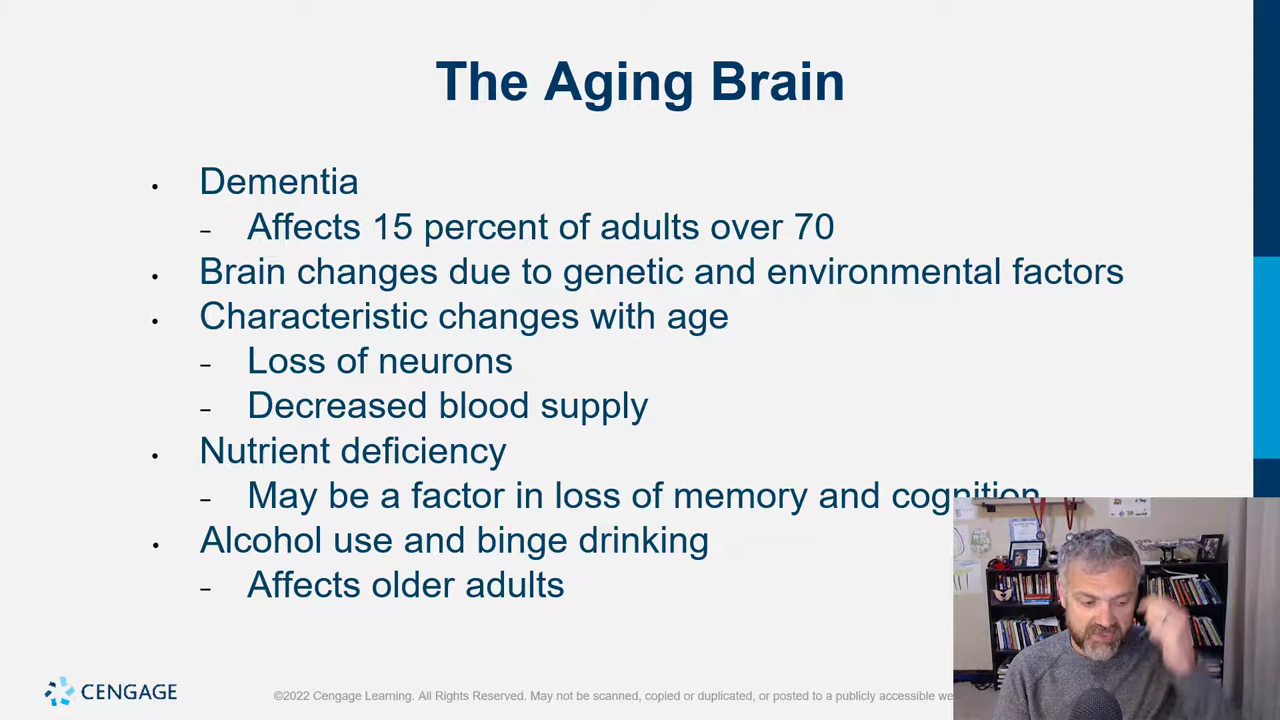 The Aging Brain
• Dementia
– Affects 15 percent of adults over 70
• Brain changes due to genetic and environmental factors
• Characteristic changes with age
– Loss of neurons
– Decreased blood supply
• Nutrient deficiency
– May be a factor in loss of memory and cognition
• Alcohol use and binge drinking
– Affects older adults
CENGAGE
©2022 Cengage Learning. All Rights Reserved. May not be scanned, copied or duplicated, or posted to a publicly accessible